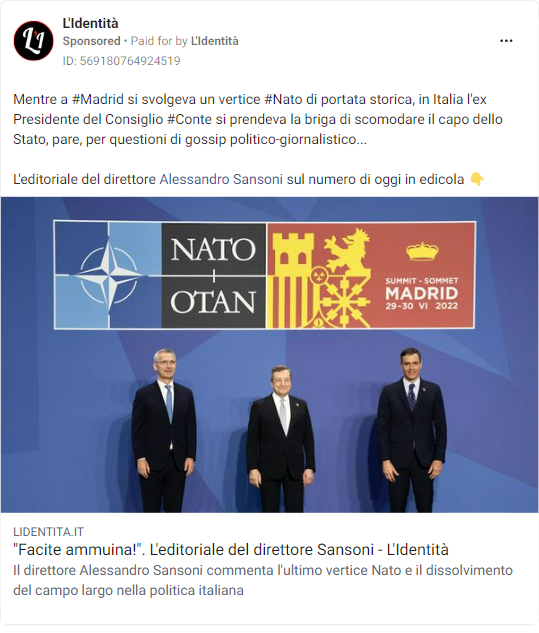 L'I
L'Identità
Sponsored • Paid for by L'Identità
ID: 569180764924519
Mentre a #Madrid si svolgeva un vertice #Nato di portata storica, in Italia l'ex
Presidente del Consiglio #Conte si prendeva la briga di scomodare il capo dello
Stato, pare, per questioni di gossip politico-giornalistico...
L'editoriale del direttore Alessandro Sansoni sul numero di oggi in edicola 👇
NATO
OTAN
SUMMIT - SOMMET
MADRID
29-30 VI 2022
LIDENTITA.IT
"Facite ammuina!". L'editoriale del direttore Sansoni - L'Identità
Il direttore Alessandro Sansoni commenta l'ultimo vertice Nato e il dissolvimento
del campo largo nella politica italiana